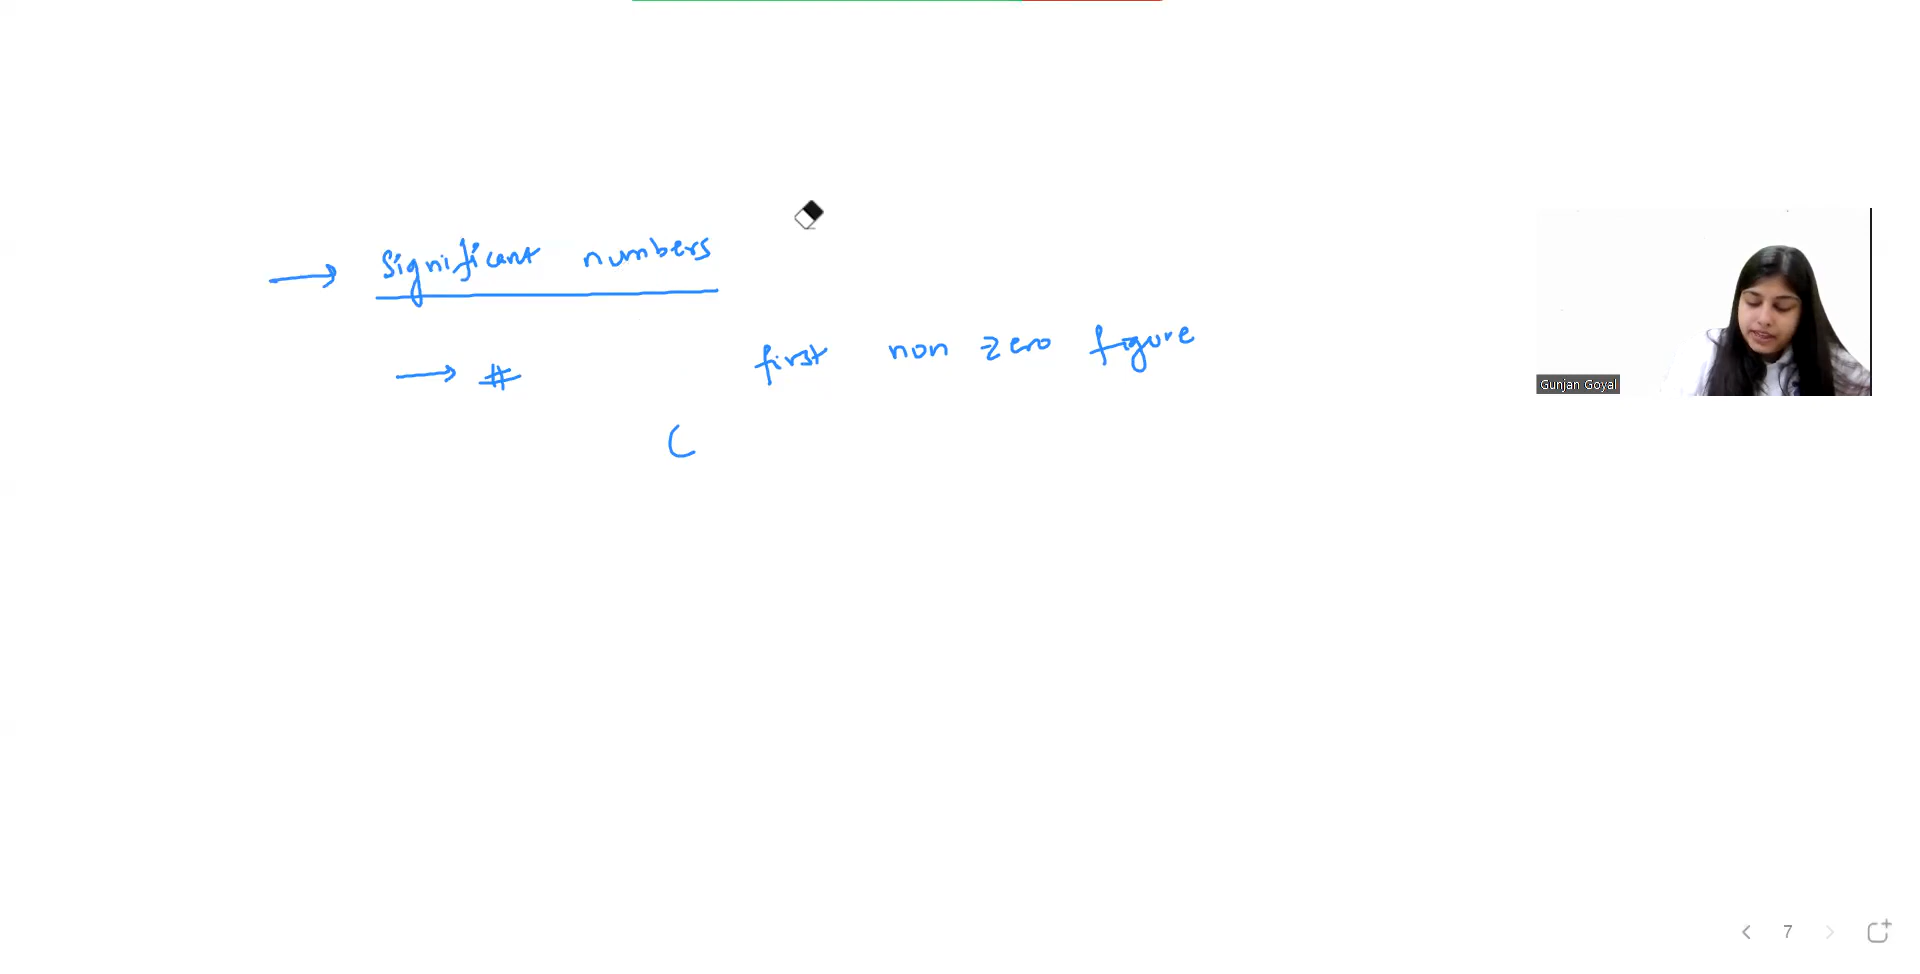 → Significant numbers
→ # first non zero figure
(
Gunjan Goyal
7